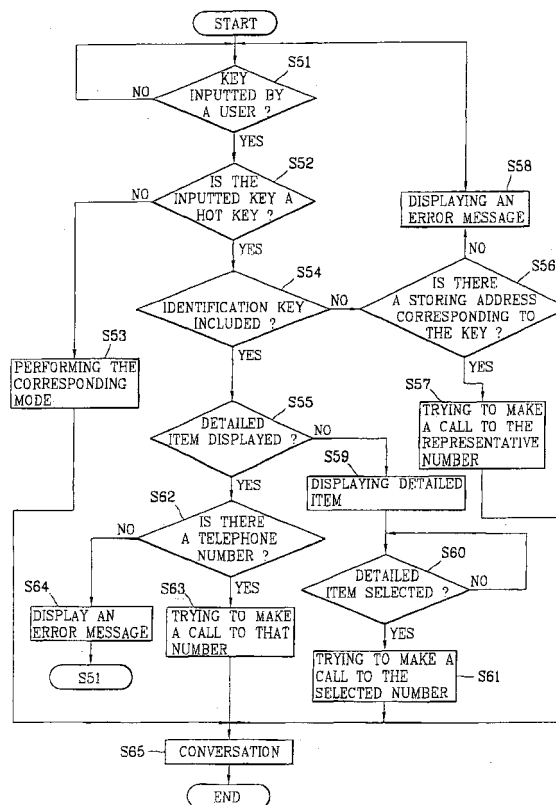 START
S51
KEY
INPUTTED BY
A USER ?
NO
YES
S52
IS THE
INPUTTED KEY A
HOT KEY ?
NO
YES
S58
DISPLAYING AN
ERROR MESSAGE
NO
S54
IDENTIFICATION KEY
INCLUDED ?
NO
YES
S56
IS THERE
A STORING ADDRESS
CORRESPONDING TO
THE KEY ?
YES
S53
PERFORMING THE
CORRESPONDING
MODE
S57
TRYING TO MAKE
A CALL TO THE
REPRESENTATIVE
NUMBER
S55
DETAILED
ITEM DISPLAYED ?
NO
YES
S59
DISPLAYING DETAILED
ITEM
S62
IS THERE
A TELEPHONE
NUMBER ?
NO
YES
S60
DETAILED
ITEM SELECTED ?
NO
YES
S64
DISPLAY AN
ERROR MESSAGE
S51
S63
TRYING TO MAKE
A CALL TO THAT
NUMBER
TRYING TO MAKE A
CALL TO THE
SELECTED NUMBER
S61
S65
CONVERSATION
END